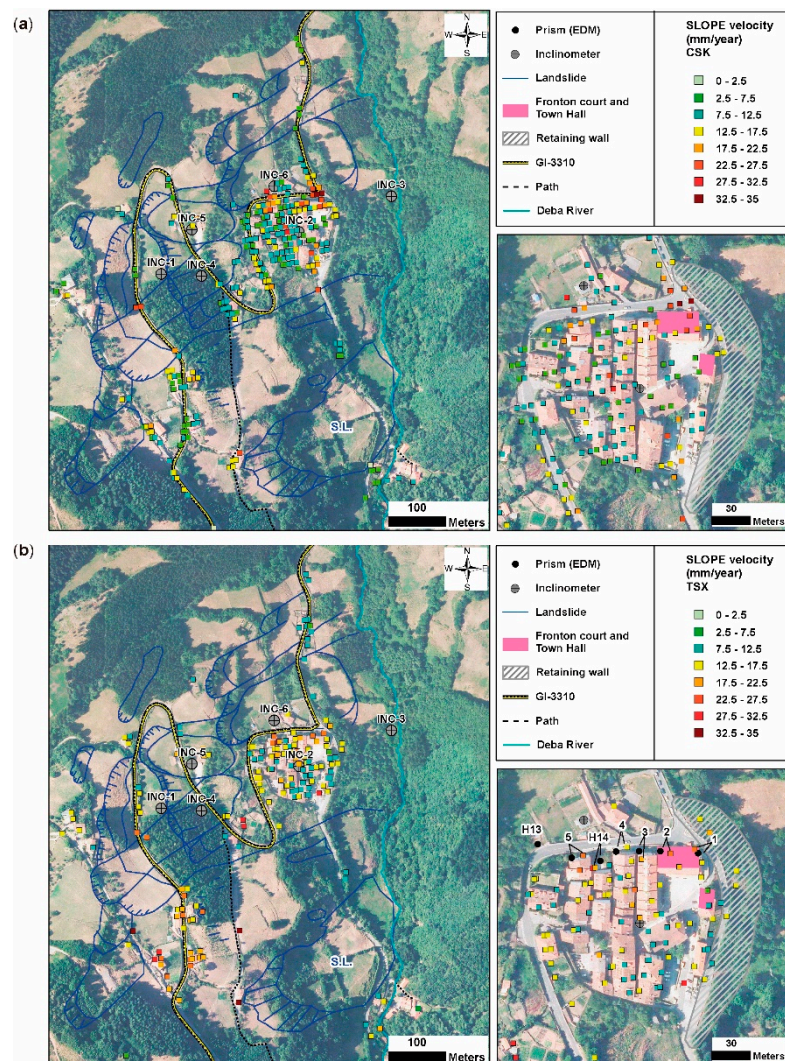 (a)
N
W
E
S
INC-6
INC-3
INC-5
INC-2
INC-1
INC-4
S.L.
100
Meters
Prism (EDM)
Inclinometer
Landslide
Fronton court and
Town Hall
Retaining wall
GI-3310
Path
Deba River
SLOPE velocity
(mm/year)
CSK
0 - 2.5
2.5 - 7.5
7.5 - 12.5
12.5 - 17.5
17.5 - 22.5
22.5 - 27.5
27.5 - 32.5
32.5 - 35
30
Meters
(b)
N
W
E
S
INC-6
INC-3
INC-5
INC-2
INC-1
INC-4
S.L.
100
Meters
Prism (EDM)
Inclinometer
Landslide
Fronton court and
Town Hall
Retaining wall
GI-3310
Path
Deba River
SLOPE velocity
(mm/year)
TSX
0 - 2.5
2.5 - 7.5
7.5 - 12.5
12.5 - 17.5
17.5 - 22.5
22.5 - 27.5
27.5 - 32.5
32.5 - 35
H13
5 H14 4 3 2 1
30
Meters